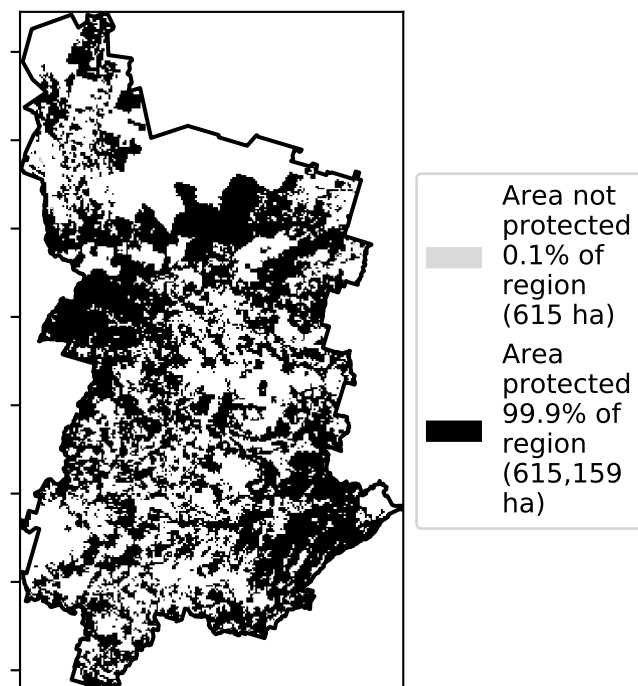 Area not
protected
0.1% of
region
(615 ha)
Area
protected
99.9% of
region
(615,159
ha)